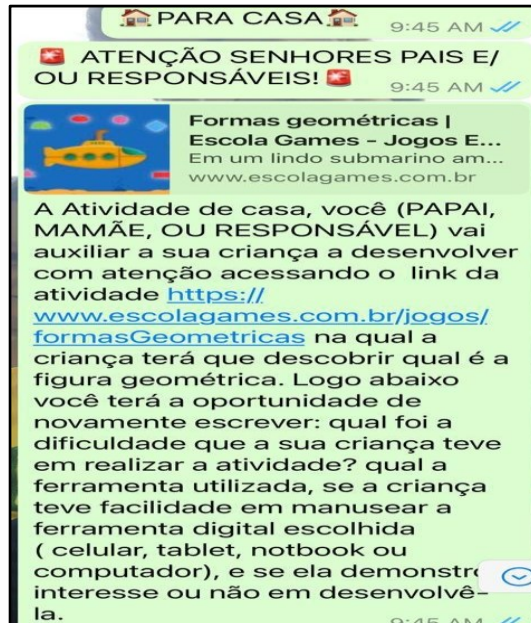 🏠PARA CASA🏠
9:45 AM
🚨 ATENÇÃO SENHORES PAIS E/
OU RESPONSÁVEIS!🚨
9:45 AM
Formas geométricas |
Escola Games - Jogos E...
Em um lindo submarino am...
www.escolagames.com.br
A Atividade de casa, você (PAPAI,
MAMÃE, OU RESPONSÁVEL) vai
auxiliar a sua criança a desenvolver
com atenção acessando o link da
atividade https://
www.escolagames.com.br/jogos/
formasGeometricas na qual a
criança terá que descobrir qual é a
figura geométrica. Logo abaixo
você terá a oportunidade de
novamente escrever: qual foi a
dificuldade que a sua criança teve
em realizar a atividade? qual a
ferramenta utilizada, se a criança
teve facilidade em manusear a
ferramenta digital escolhida
( celular, tablet, notbook ou
computador), e se ela demonstr
interesse ou não em desenvolvê-
la.
9:45 AM